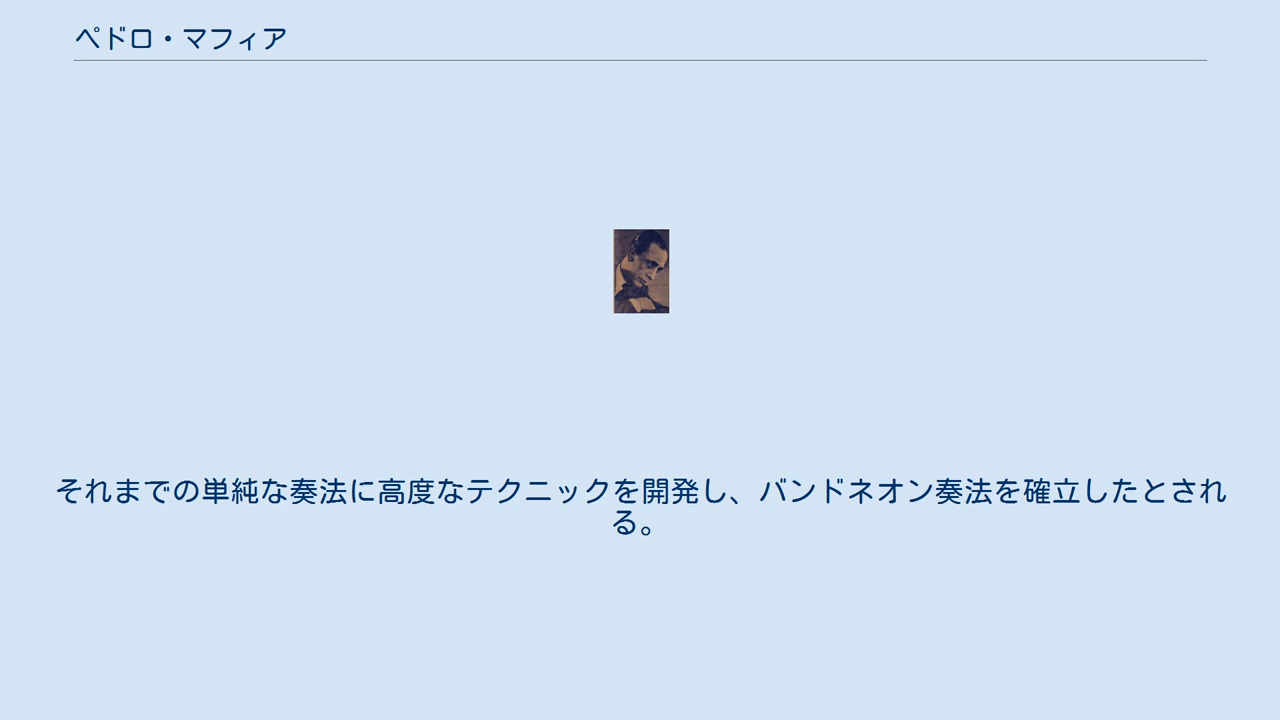 ペドロ・マフィア
それまでの単純な奏法に高度なテクニックを開発し、バンドネオン奏法を確立したとされ
る。